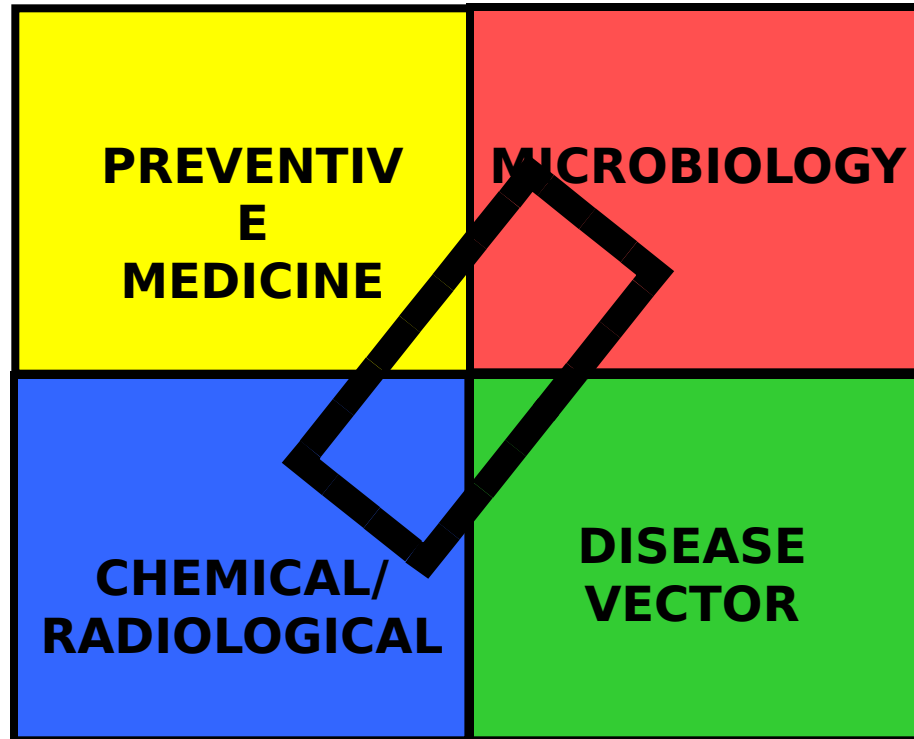 PREVENTIV
E
MEDICINE
MICROBIOLOGY
CHEMICAL/
RADIOLOGICAL
DISEASE
VECTOR